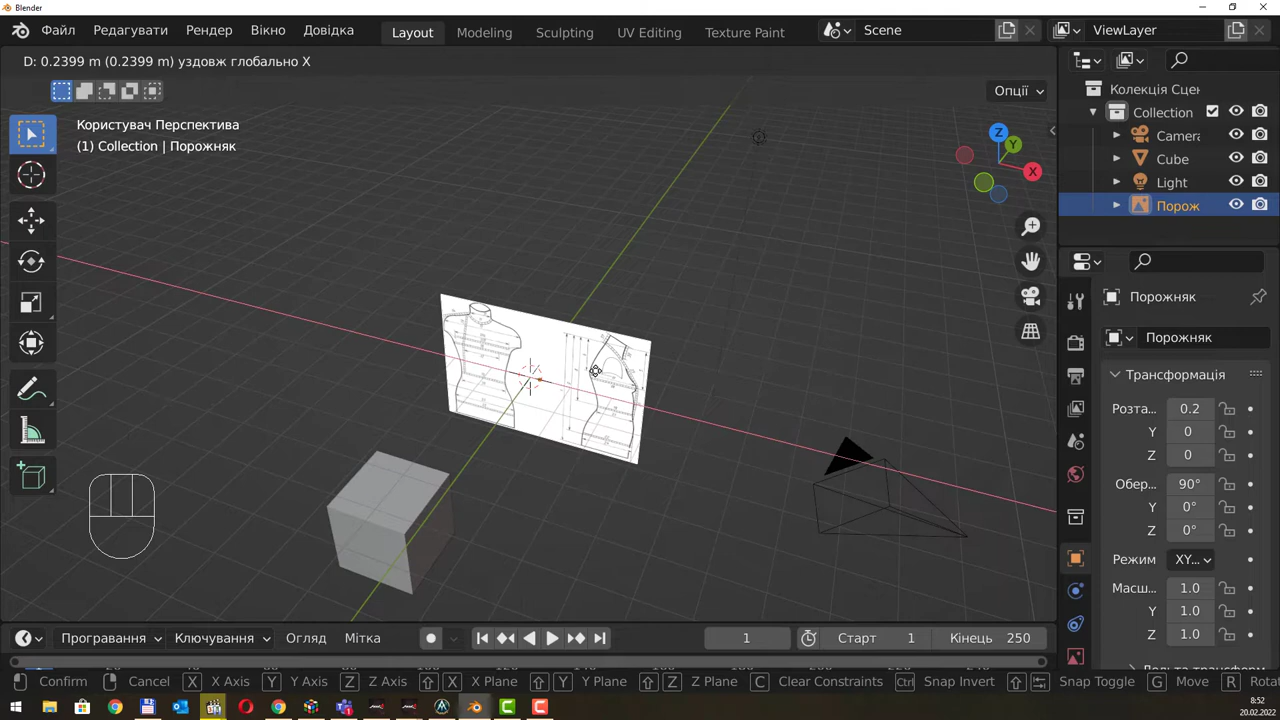 Blender
Файл Редагувати Рендер Вікно Довідка Layout Modeling Sculpting UV Editing Texture Paint Scene ViewLayer
D: 0.2399 m (0.2399 m) уздовж глобально X
Опції
Користувач Перспектива
(1) Collection | Порожняк
Z
Y
X
Колекція Сцен
Collection
Camera
Cube
Light
Порож
Порожняк
Порожняк
Трансформація
Розта... 0.2
Y 0
Z 0
Обер... 90°
Y 0°
Z 0°
Режим XY...
Масш... 1.0
Y 1.0
Z 1.0
Програвання Ключування Огляд Мітка 1 Старт 1 Кінець 250
Confirm Cancel X X Axis Y Y Axis Z Z Axis X X Plane Y Y Plane Z Z Plane C Clear Constraints Ctrl Snap Invert Snap Toggle G Move R Rotat
8:52
20.02.2022